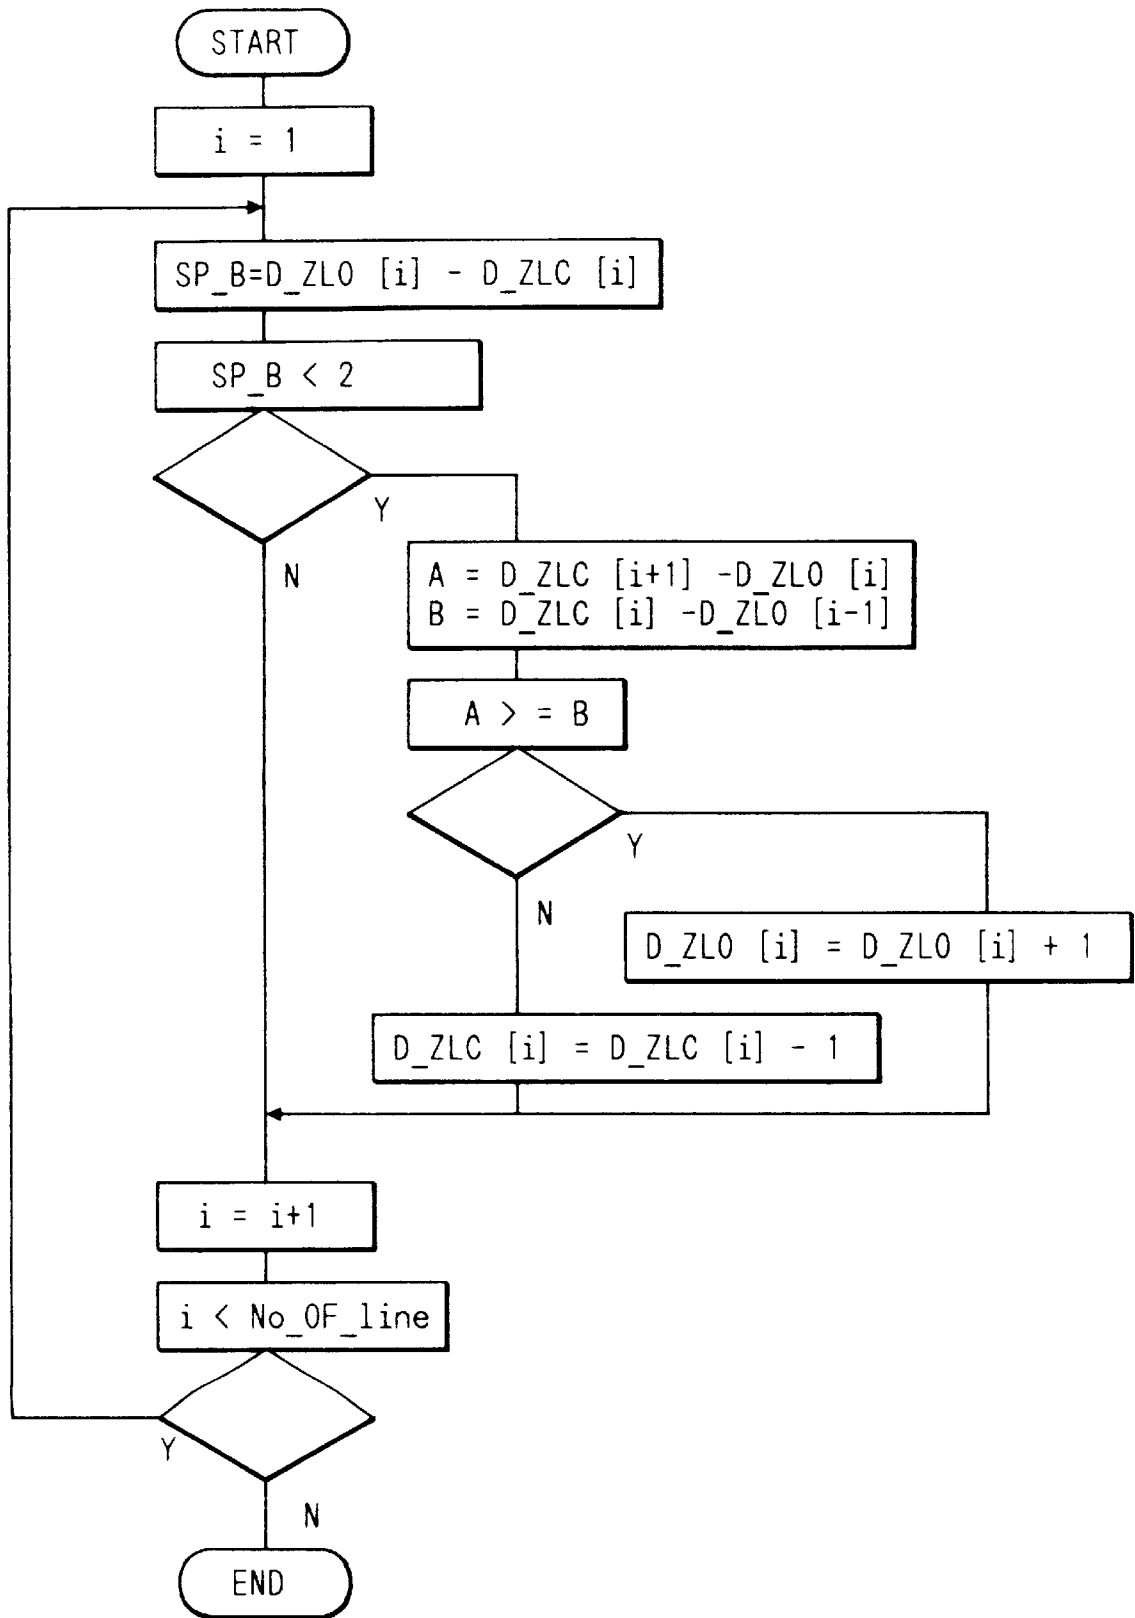 START
i = 1
SP_B=D_ZLO [i] - D_ZLC [i]
SP_B < 2
Y
N
A = D_ZLC [i+1] -D_ZLO [i]
B = D_ZLC [i] -D_ZLO [i-1]
A > = B
Y
N
D_ZLO [i] = D_ZLO [i] + 1
D_ZLC [i] = D_ZLC [i] - 1
i = i+1
i < No_OF_line
Y
N
END